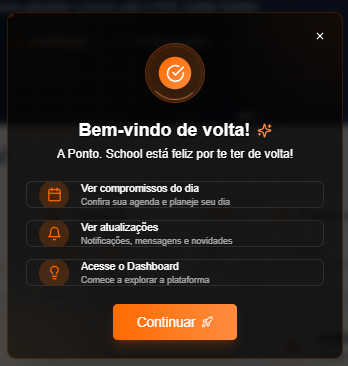 Bem-vindo de volta!
A Ponto. School está feliz por te ter de volta!
Ver compromissos do dia
Confira sua agenda e planeje seu dia
Ver atualizações
Notificações, mensagens e novidades
Acesse o Dashboard
Comece a explorar a plataforma
Continuar